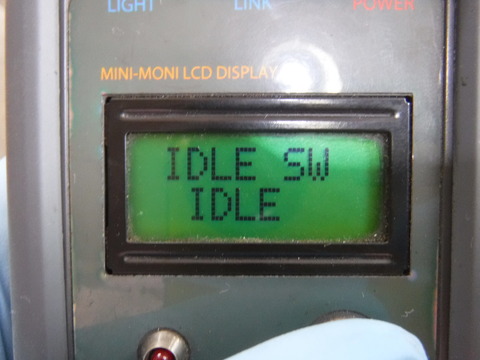 LIGHT LINK POWER
MINI-MONI LCD DISPLAY
IDLE SW
IDLE